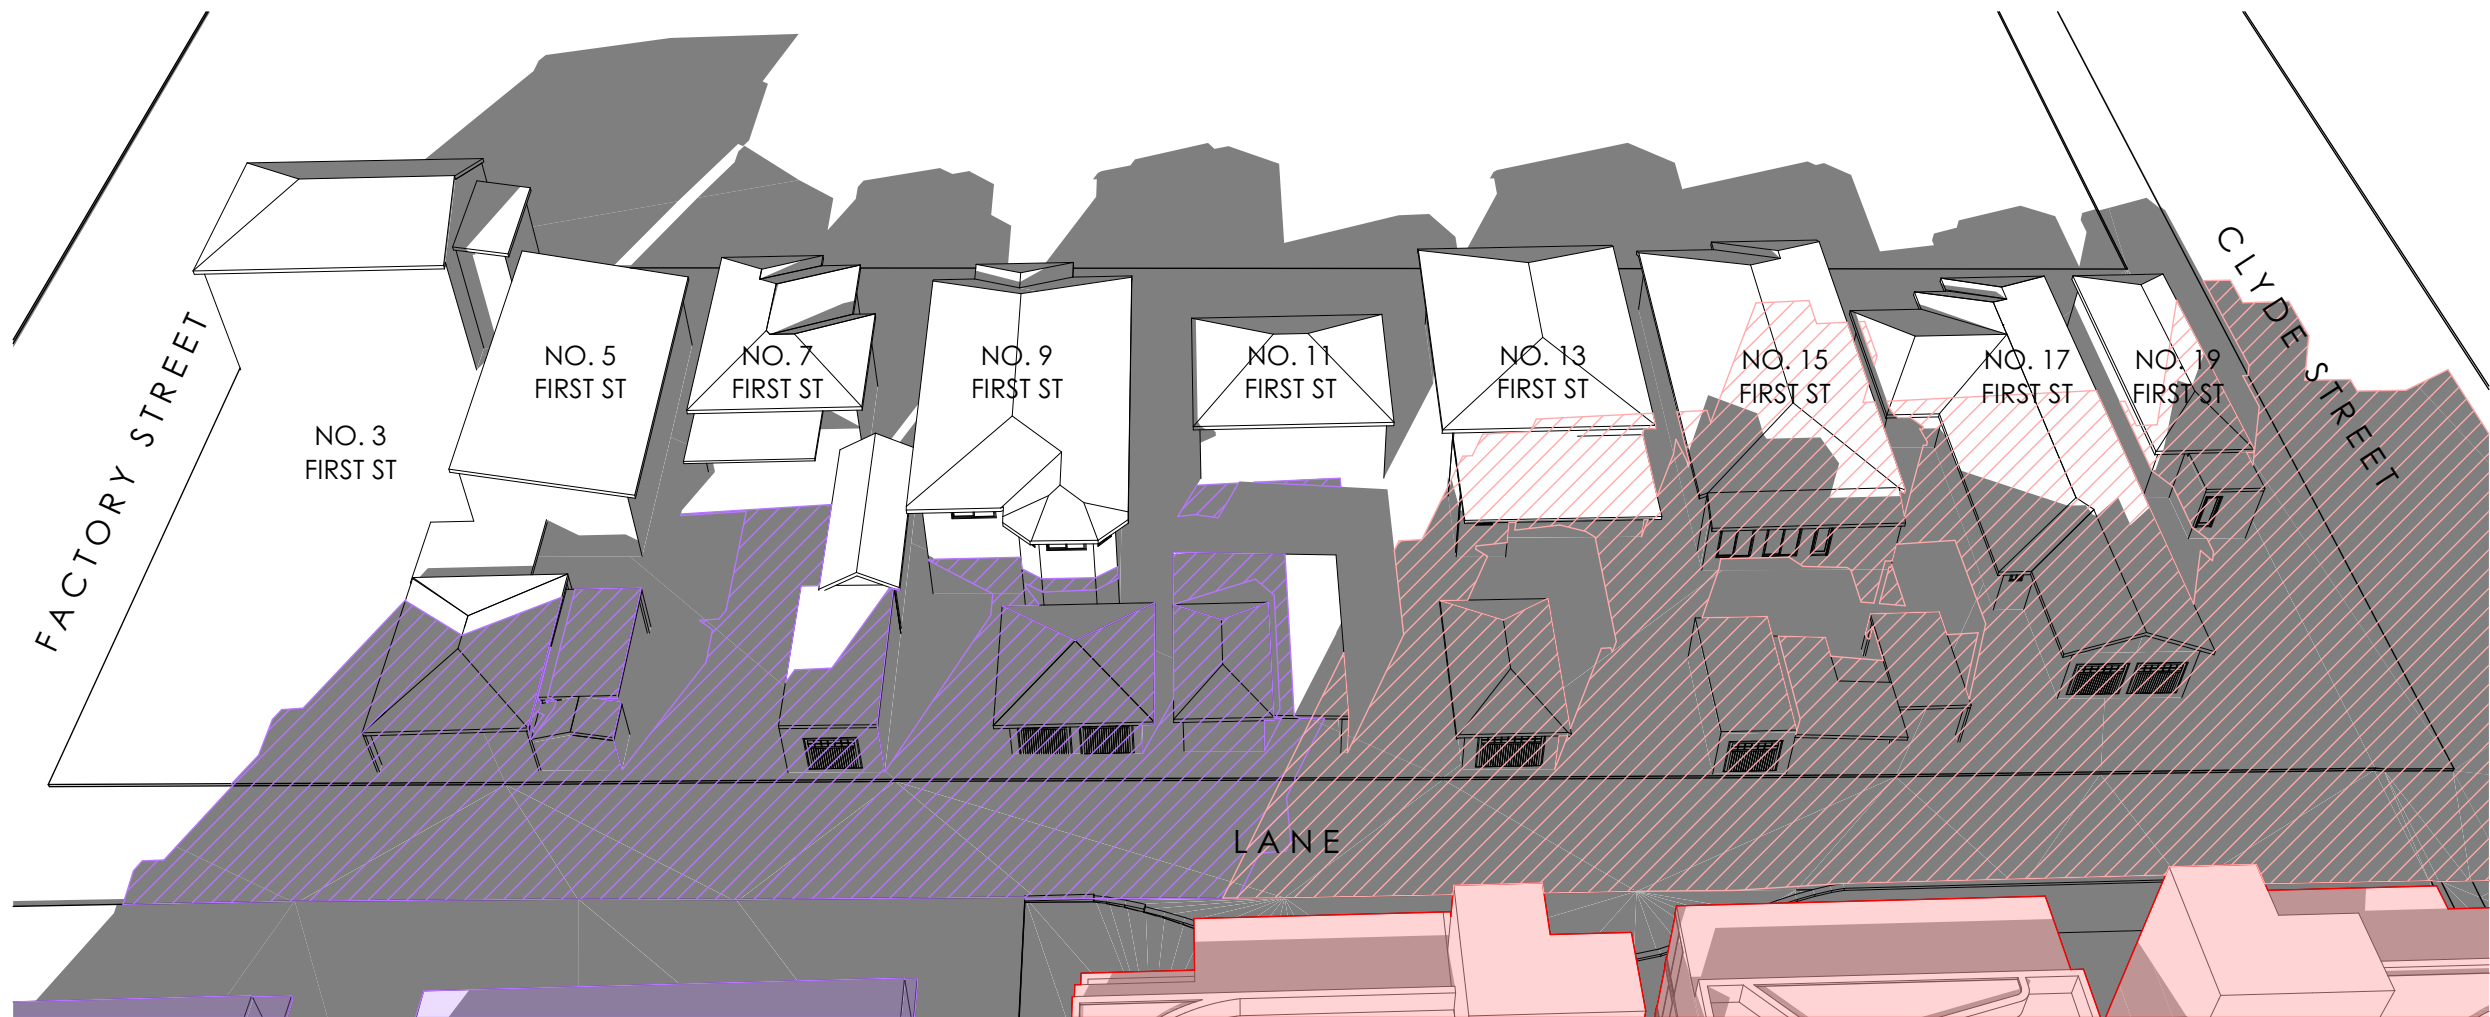 FACTORY STREET
NO. 3
FIRST ST
NO. 5
FIRST ST
NO. 7
FIRST ST
NO. 9
FIRST ST
NO. 11
FIRST ST
NO. 13
FIRST ST
NO. 15
FIRST ST
NO. 17
FIRST ST
NO. 19
FIRST ST
CLYDE STREET
LANE